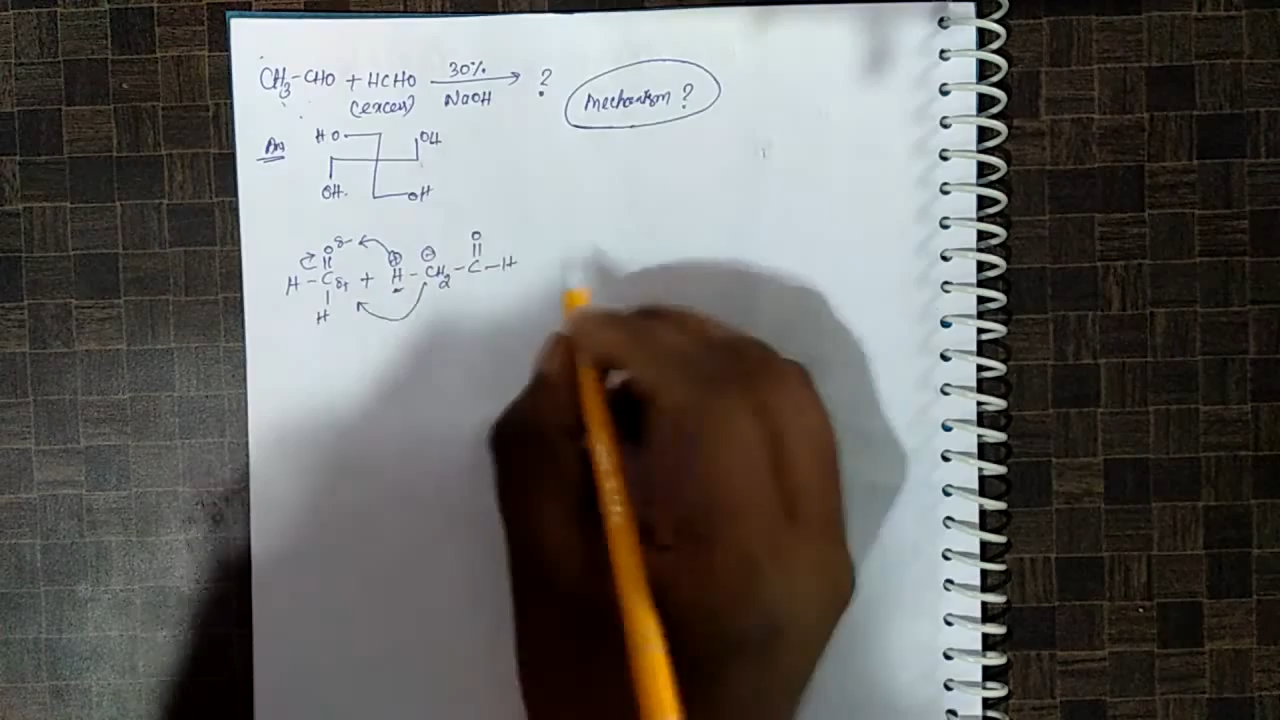 CH3-CHO + HCHO 30% → ?
(excess) NaOH
Mechanism ?
Ans HO OH
OH OH
O δ- ⊕ ⊖ O
H - C δ+ + H - CH2 - C - H
H